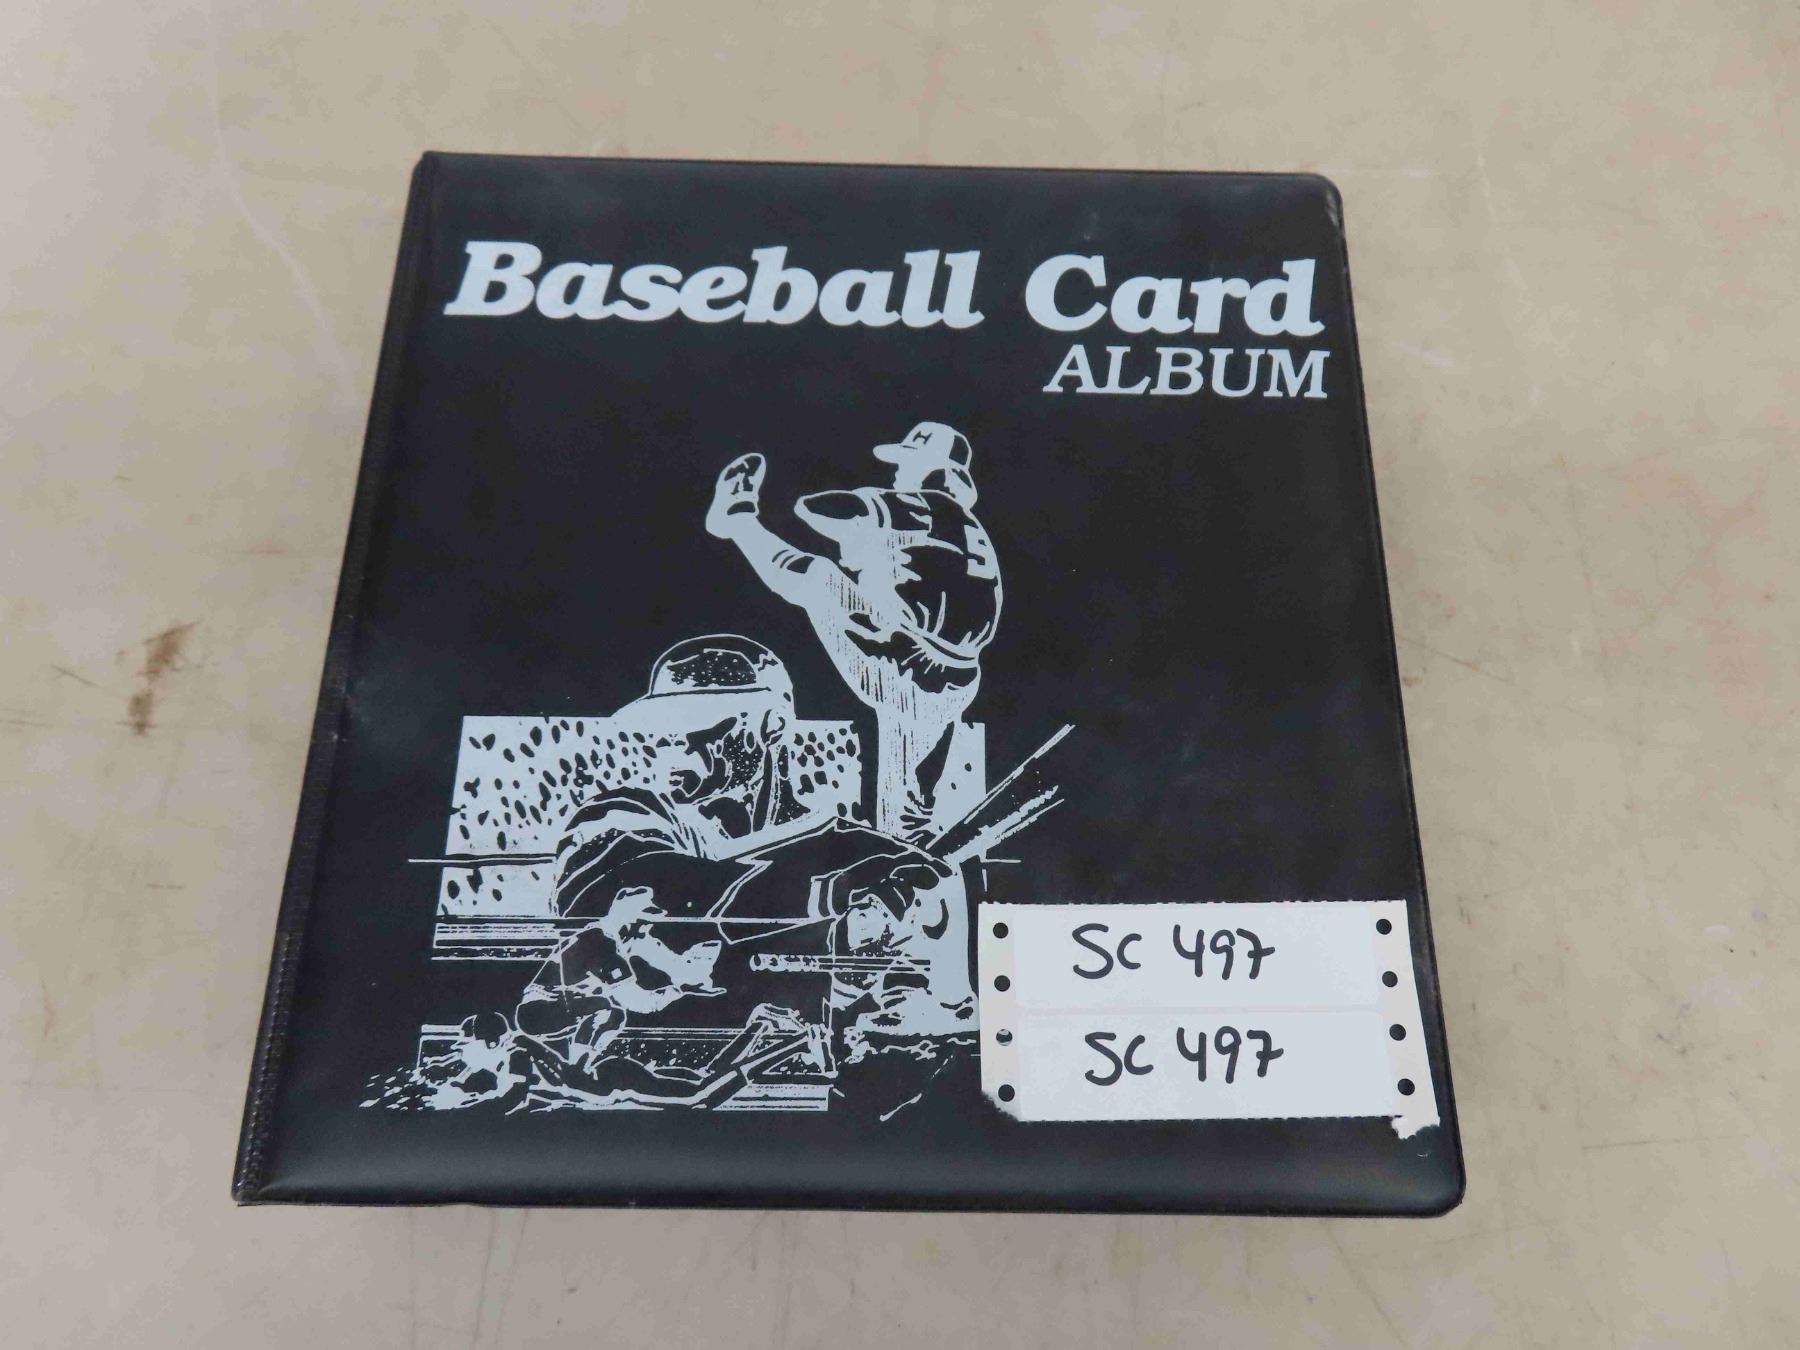 Baseball Card
ALBUM
H
SC 497
SC 497